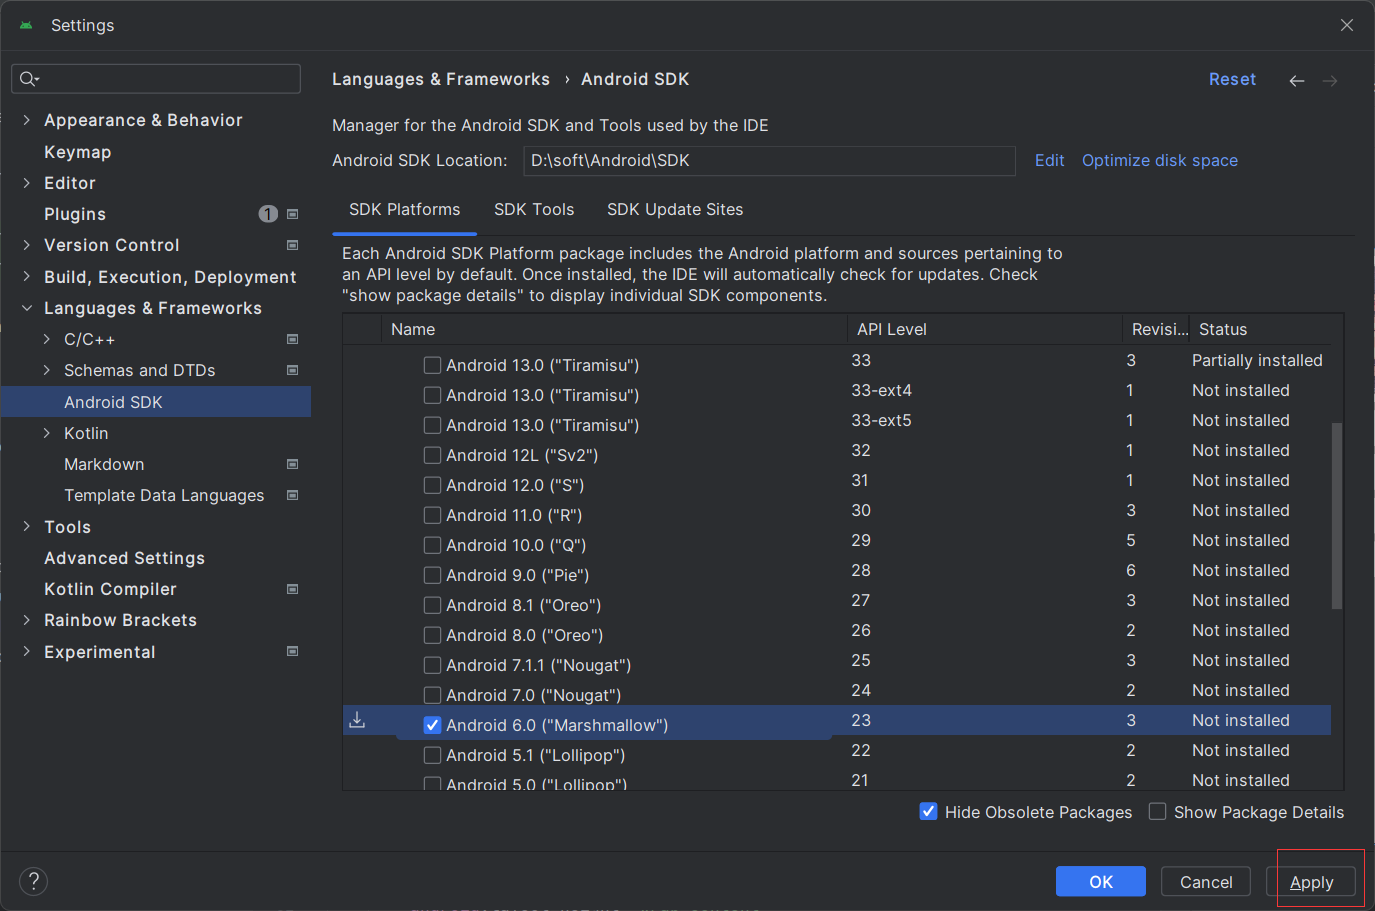 Settings
Languages & Frameworks › Android SDK
Reset
Appearance & Behavior
Keymap
Editor
Plugins
1
Version Control
Build, Execution, Deployment
Languages & Frameworks
C/C++
Schemas and DTDs
Android SDK
Kotlin
Markdown
Template Data Languages
Tools
Advanced Settings
Kotlin Compiler
Rainbow Brackets
Experimental
Manager for the Android SDK and Tools used by the IDE
Android SDK Location: D:\soft\Android\SDK Edit Optimize disk space
SDK Platforms SDK Tools SDK Update Sites
Each Android SDK Platform package includes the Android platform and sources pertaining to
an API level by default. Once installed, the IDE will automatically check for updates. Check
"show package details" to display individual SDK components.
Name API Level Revisi... Status
Android 13.0 ("Tiramisu") 33 3 Partially installed
Android 13.0 ("Tiramisu") 33-ext4 1 Not installed
Android 13.0 ("Tiramisu") 33-ext5 1 Not installed
Android 12L ("Sv2") 32 1 Not installed
Android 12.0 ("S") 31 1 Not installed
Android 11.0 ("R") 30 3 Not installed
Android 10.0 ("Q") 29 5 Not installed
Android 9.0 ("Pie") 28 6 Not installed
Android 8.1 ("Oreo") 27 3 Not installed
Android 8.0 ("Oreo") 26 2 Not installed
Android 7.1.1 ("Nougat") 25 3 Not installed
Android 7.0 ("Nougat") 24 2 Not installed
Android 6.0 ("Marshmallow") 23 3 Not installed
Android 5.1 ("Lollipop") 22 2 Not installed
Android 5.0 ("Lollipop") 21 2 Not installed
Hide Obsolete Packages Show Package Details
?
OK Cancel Apply